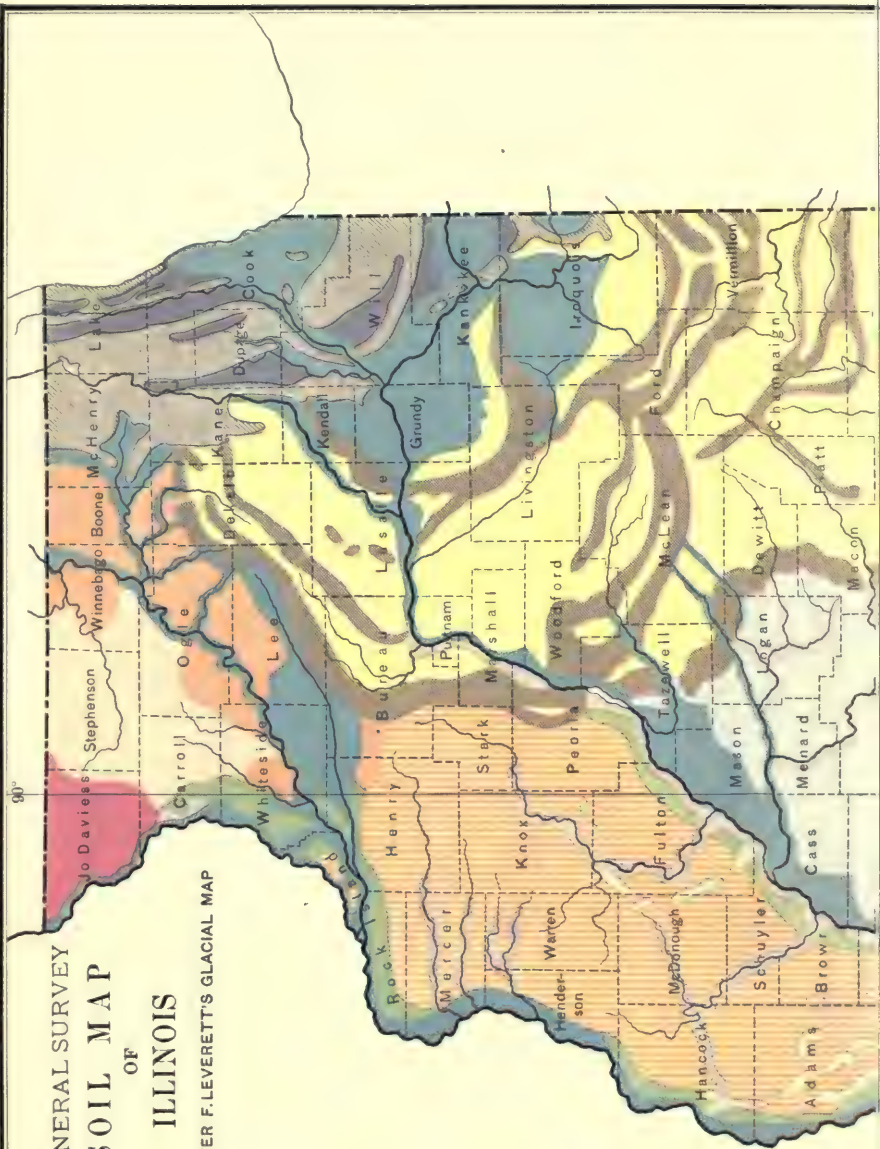 NERAL SURVEY
SOIL MAP
OF
ILLINOIS
ER F. LEVERETT'S GLACIAL MAP
90°
Jo Daviess
Stephenson
Winnebago
Boone
McHenry
Lake
Carroll
Ogle
Dekalb
Kane
Dupage
Cook
Whiteside
Lee
Kendall
Will
Rock Island
Henry
Bureau
Lasalle
Grundy
Kankakee
Mercer
Stark
Putnam
Marshall
Livingston
Iroquois
Henderson
Warren
Knox
Peoria
Woodford
Ford
Hancock
McDonough
Fulton
Tazewell
McLean
Vermillion
Schuyler
Mason
Logan
Dewitt
Champaign
Adams
Brown
Cass
Menard
Macon
Piatt